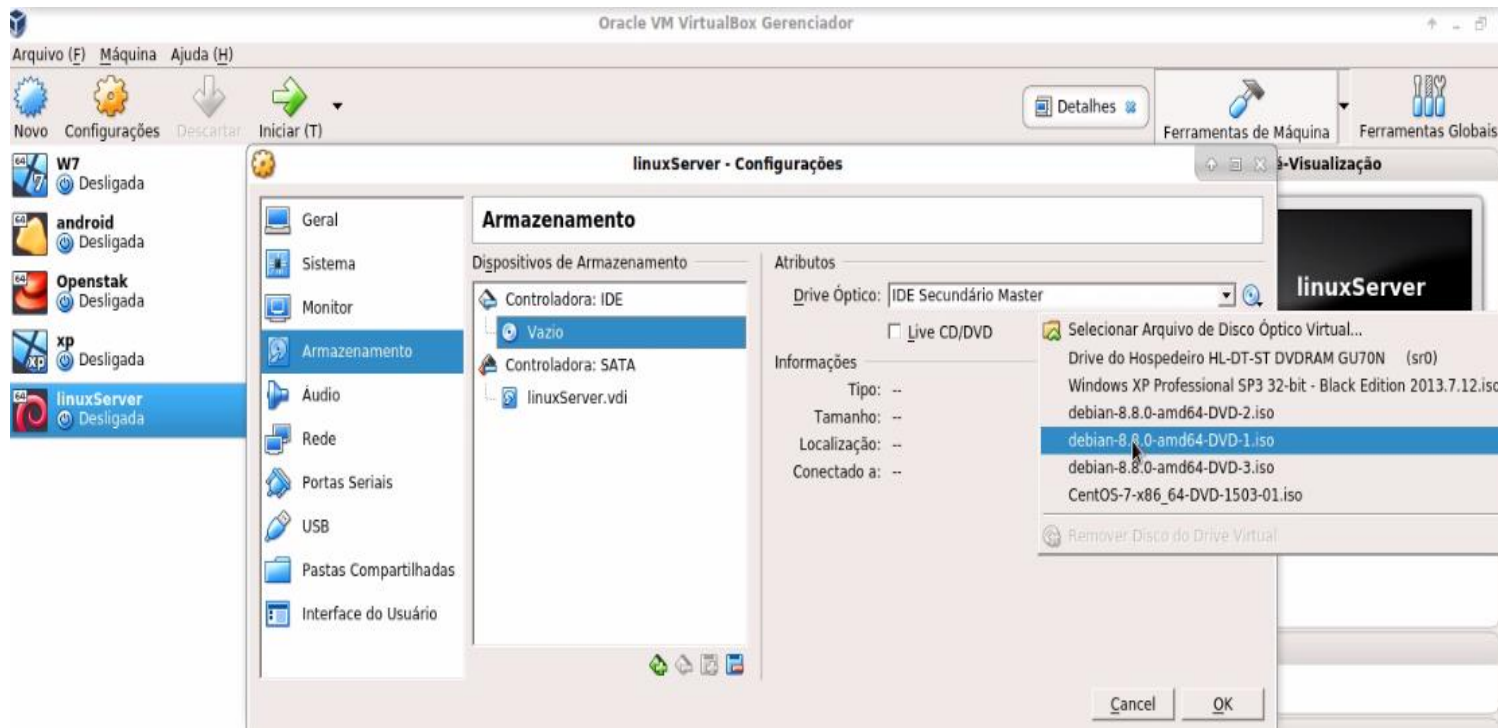 Oracle VM VirtualBox Gerenciador
Arquivo (F) Máquina Ajuda (H)
Novo Configurações Descartar Iniciar (T)
Detalhes
Ferramentas de Máquina
Ferramentas Globais
64 W7
Desligada
64 android
Desligada
64 Openstak
Desligada
xp
Desligada
64 linuxServer
Desligada
linuxServer - Configurações
é-Visualização
linuxServer
Geral
Sistema
Monitor
Armazenamento
Áudio
Rede
Portas Seriais
USB
Pastas Compartilhadas
Interface do Usuário
Armazenamento
Dispositivos de Armazenamento
Controladora: IDE
Vazio
Controladora: SATA
linuxServer.vdi
Atributos
Drive Óptico: IDE Secundário Master
Live CD/DVD
Informações
Tipo: --
Tamanho: --
Localização: --
Conectado a: --
Selecionar Arquivo de Disco Óptico Virtual...
Drive do Hospedeiro HL-DT-ST DVDRAM GU70N (sr0)
Windows XP Professional SP3 32-bit - Black Edition 2013.7.12.iso
debian-8.8.0-amd64-DVD-2.iso
debian-8.8.0-amd64-DVD-1.iso
debian-8.8.0-amd64-DVD-3.iso
CentOS-7-x86_64-DVD-1503-01.iso
Remover Disco do Drive Virtual
Cancel OK